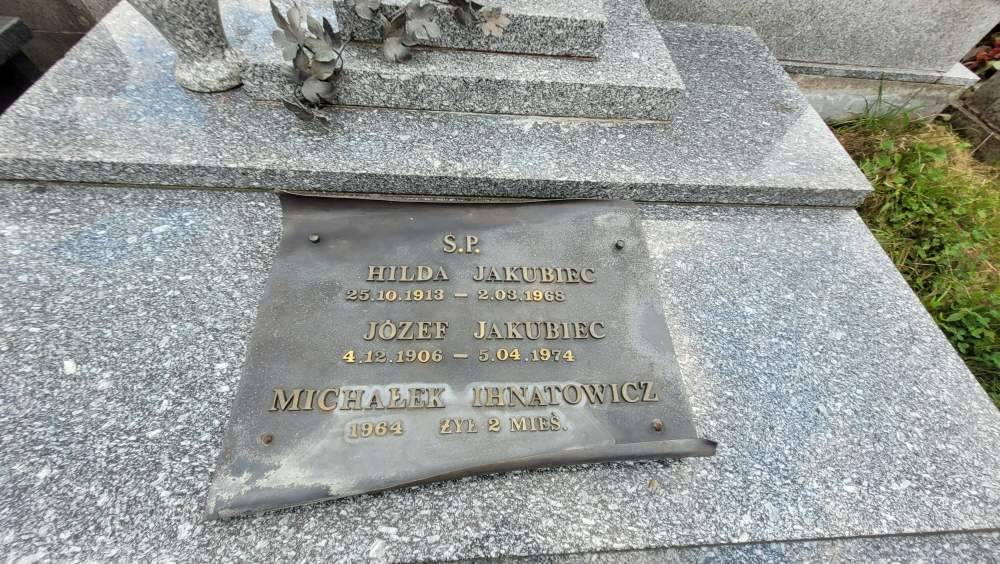 Ś.P.
HILDA JAKUBIEC
25.10.1913 – 2.03.1968
JÓZEF JAKUBIEC
4.12.1906 – 5.04.1974
MICHAŁEK IHNATOWICZ
1964 ŻYŁ 2 MIEŚ.